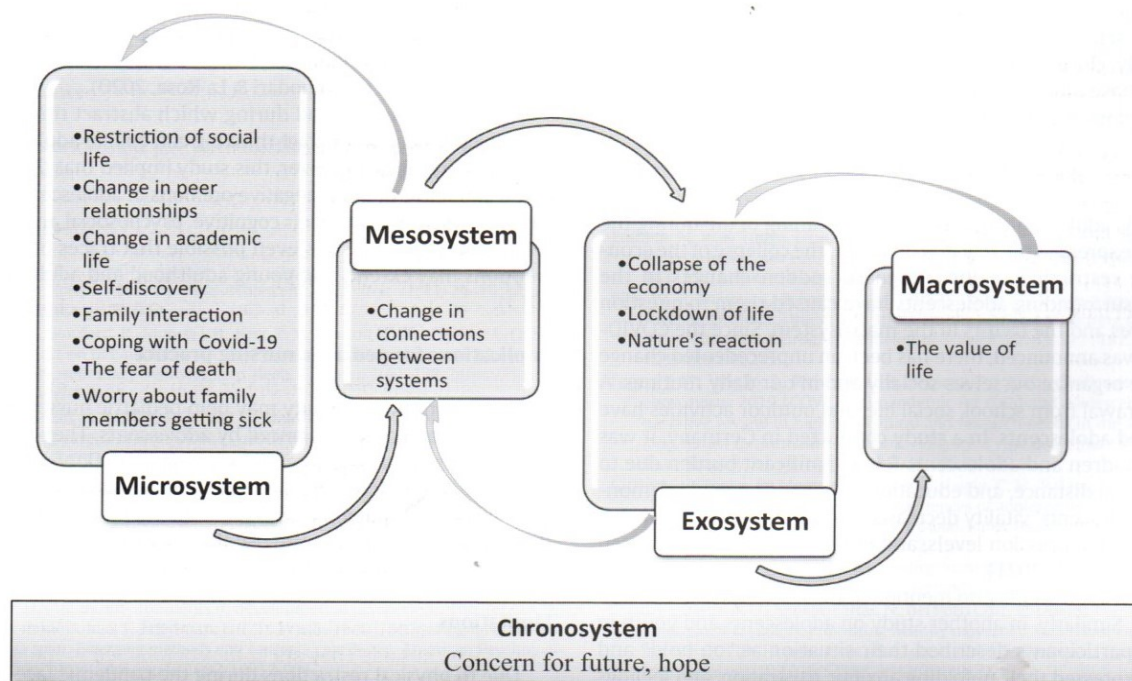 •Restriction of social
life
•Change in peer
relationships
•Change in academic
life
•Self-discovery
•Family interaction
•Coping with Covid-19
•The fear of death
•Worry about family
members getting sick
Microsystem
Mesosystem
•Change in
connections
between
systems
•Collapse of the
economy
•Lockdown of life
•Nature's reaction
Exosystem
Macrosystem
•The value of
life
Chronosystem
Concern for future, hope